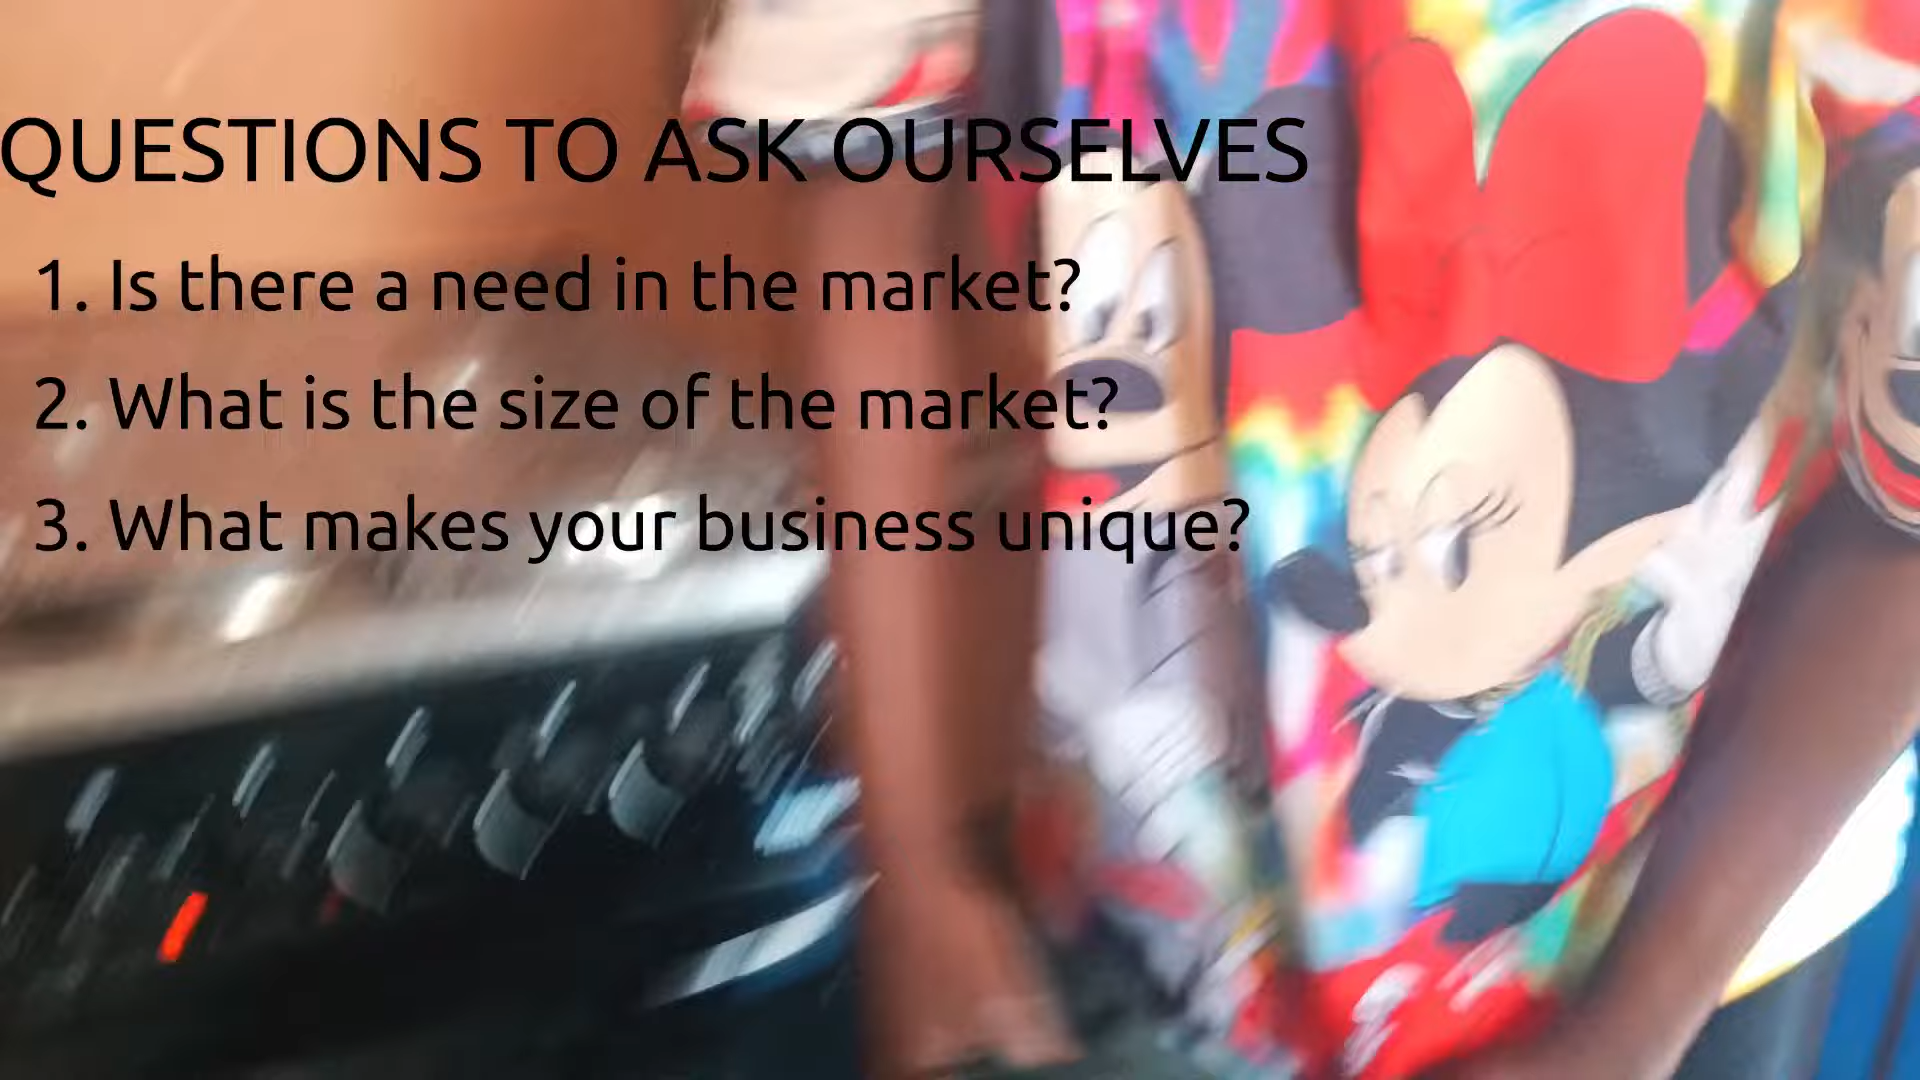 QUESTIONS TO ASK OURSELVES
1. Is there a need in the market?
2. What is the size of the market?
3. What makes your business unique?